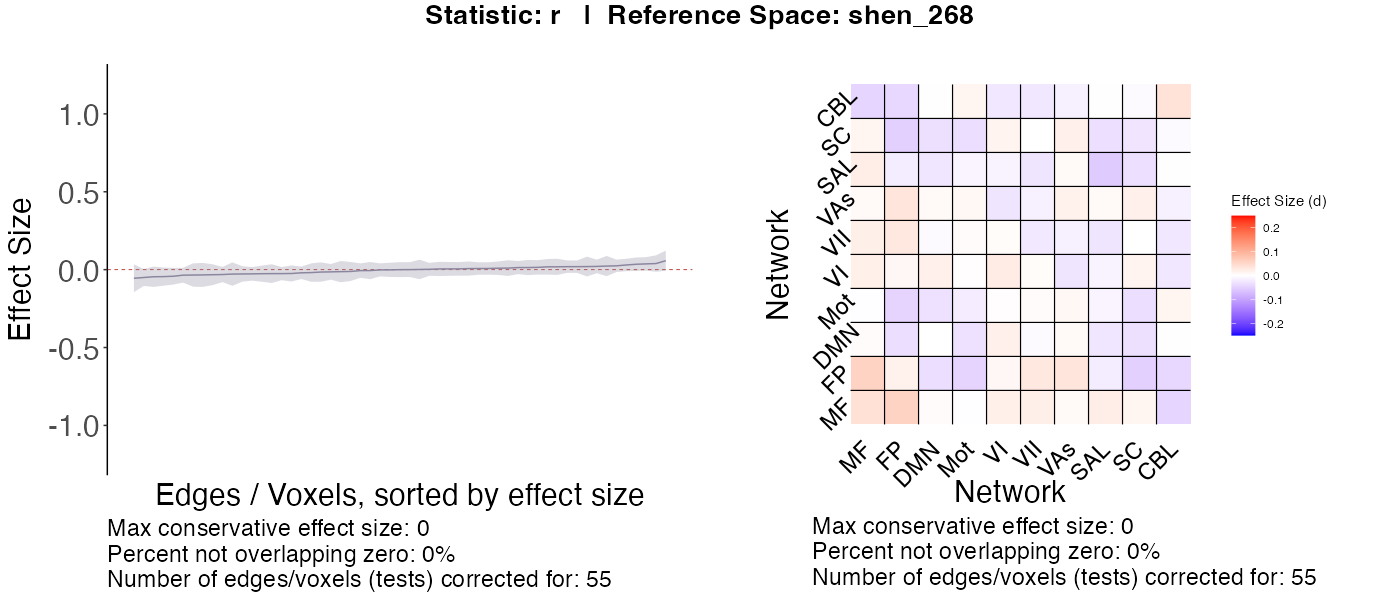 Statistic: r | Reference Space: shen_268
Effect Size
1.0
0.5
0.0
-0.5
-1.0
Edges / Voxels, sorted by effect size
Max conservative effect size: 0
Percent not overlapping zero: 0%
Number of edges/voxels (tests) corrected for: 55
Network
CBL
SC
SAL
VAs
VII
VI
Mot
DMN
FP
MF
MF
FP
DMN
Mot
VI
VII
VAs
SAL
SC
CBL
Network
Max conservative effect size: 0
Percent not overlapping zero: 0%
Number of edges/voxels (tests) corrected for: 55
Effect Size (d)
0.2
0.1
0.0
-0.1
-0.2